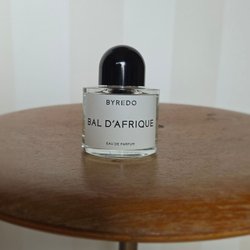 BYREDO
BAL D'AFRIQUE
EAU DE PARFUM